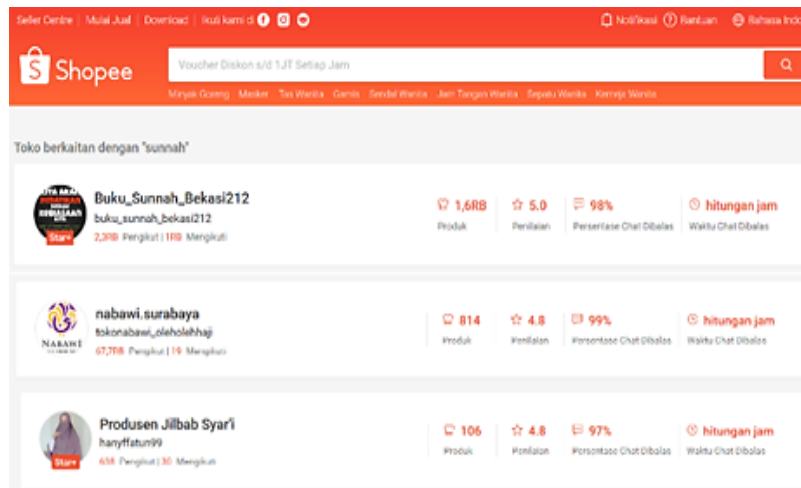 Seller Centre | Mulai Jual | Download | Ikuti kami di
Notifikasi Bantuan Bahasa Indo
Shopee
Voucher Diskon s/d 1JT Setiap Jam
Minyak Goreng Masker Tas Wanita Gamis Sendal Wanita Jam Tangan Wanita Sepatu Wanita Kemeja Wanita
Toko berkaitan dengan "sunnah"
Buku_Sunnah_Bekasi212
buku_sunnah_bekasi212
2,3RB Pengikut | 1RB Mengikuti
Star+
1,6RB Produk
5.0 Penilaian
98% Persentase Chat Dibalas
hitungan jam Waktu Chat Dibalas
nabawi.surabaya
tokonabawi_oleholehhaji
67,7RB Pengikut | 19 Mengikuti
NABAWI
814 Produk
4.8 Penilaian
99% Persentase Chat Dibalas
hitungan jam Waktu Chat Dibalas
Produsen Jilbab Syar'i
hanyffatun99
638 Pengikut | 30 Mengikuti
Star+
106 Produk
4.8 Penilaian
97% Persentase Chat Dibalas
hitungan jam Waktu Chat Dibalas